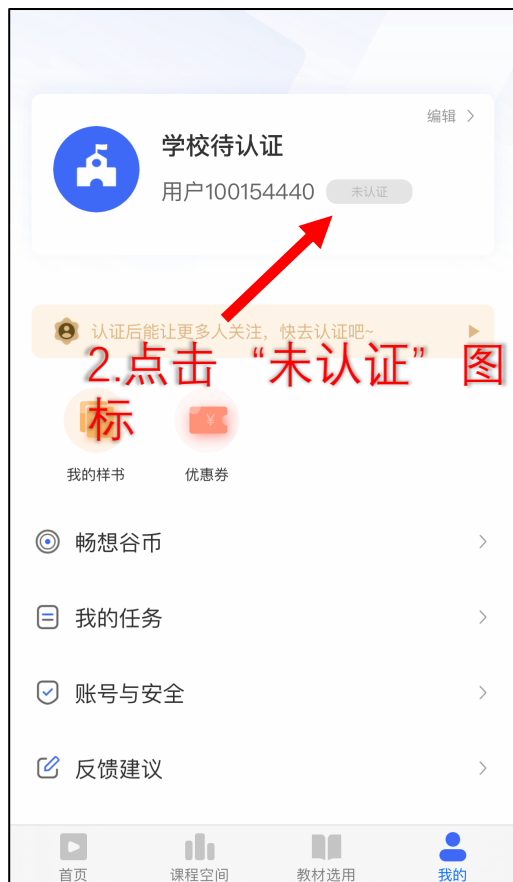 编辑
学校待认证
用户100154440 未认证
认证后能让更多人关注，快去认证吧~
2.点击“未认证”图
标
¥
我的样书 优惠券
畅想谷币
我的任务
账号与安全
反馈建议
首页 课程空间 教材选用 我的